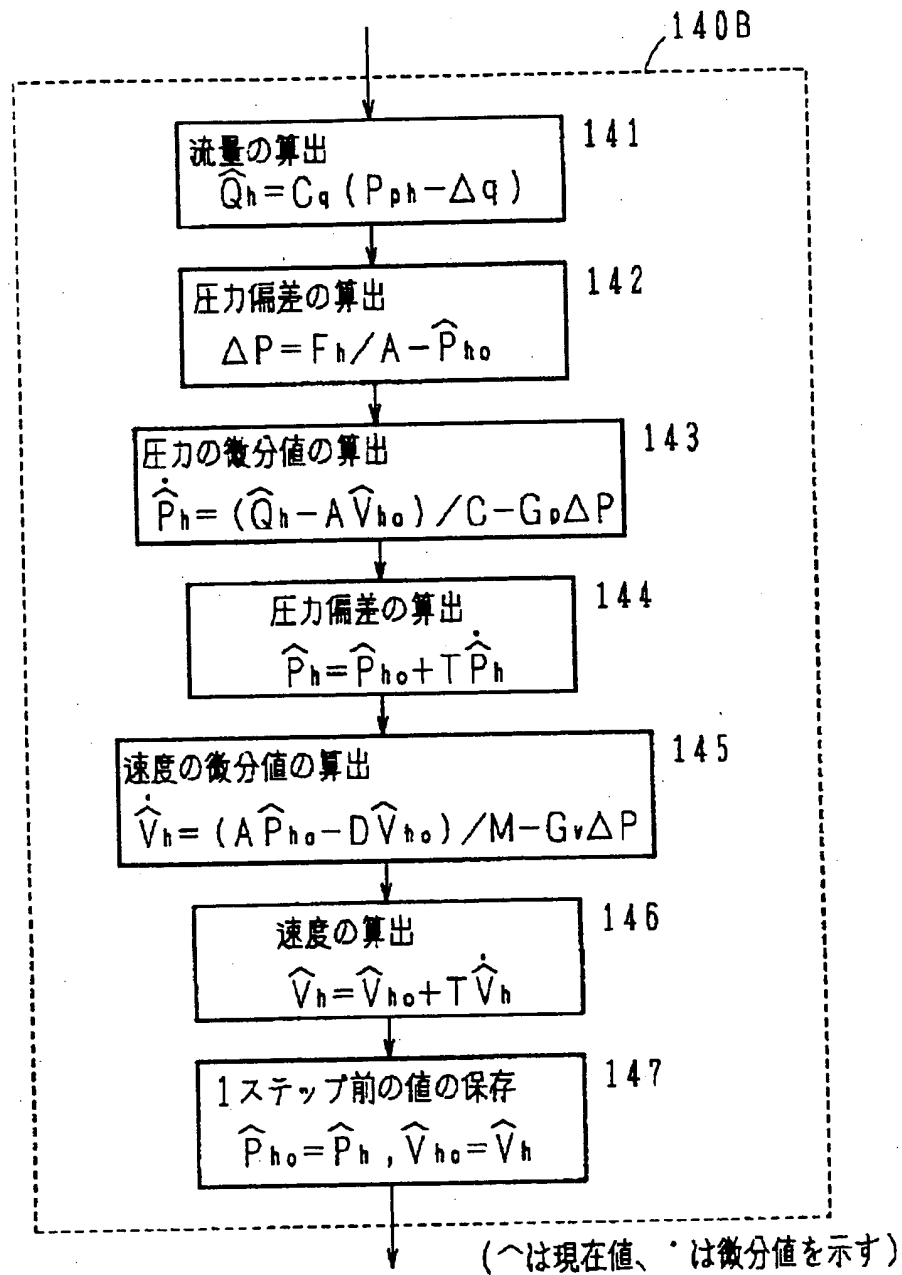 140B
141
流量の算出
Q̂h=Cq(Pph−Δq)
142
圧力偏差の算出
ΔP=Fh/A−P̂ho
143
圧力の微分値の算出
P̂̇h=(Q̂h−AV̂ho)/C−GpΔP
144
圧力偏差の算出
P̂h=P̂ho+TP̂̇h
145
速度の微分値の算出
V̂̇h=(AP̂ho−DV̂ho)/M−GvΔP
146
速度の算出
V̂h=V̂ho+TV̂̇h
147
1ステップ前の値の保存
P̂ho=P̂h,V̂ho=V̂h
(^は現在値、˙は微分値を示す)